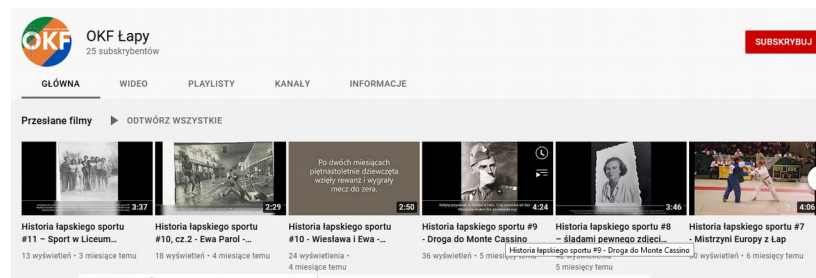 OKF
OKF Łapy
25 subskrybentów
SUBSKRYBUJ
GŁÓWNA
WIDEO
PLAYLISTY
KANAŁY
INFORMACJE
Przesłane filmy
ODTWÓRZ WSZYSTKIE
3:37
Historia łapskiego sportu
#11 – Sport w Liceum...
13 wyświetleń • 3 miesiące temu
2:29
Historia łapskiego sportu
#10, cz.2 - Ewa Parol -...
18 wyświetleń • 4 miesiące temu
Po dwóch miesiącach
piętnastoletnie dziewczęta
wzięły rewanż i wygrały
mecz do zera.
2:50
Historia łapskiego sportu
#10 - Wiesława i Ewa -...
24 wyświetlenia •
4 miesiące temu
4:24
Historia łapskiego sportu #9
- Droga do Monte Cassino
36 wyświetleń • 5 miesięcy temu
Historia łapskiego sportu #9 - Droga do Monte Cassino
3:46
Historia łapskiego sportu #8
– śladami pewnego zdjęci...
5 miesięcy temu
4:06
Historia łapskiego sportu #7
- Mistrzyni Europy z Łap
wyświetleń • 6 miesięcy temu